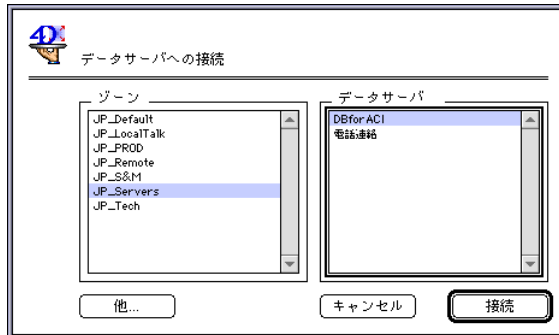 4D
データサーバへの接続
ゾーン
JP_Default
JP_LocalTalk
JP_PROD
JP_Remote
JP_S&M
JP_Servers
JP_Tech
データサーバ
DBforACI
電話連絡
他...
キャンセル
接続